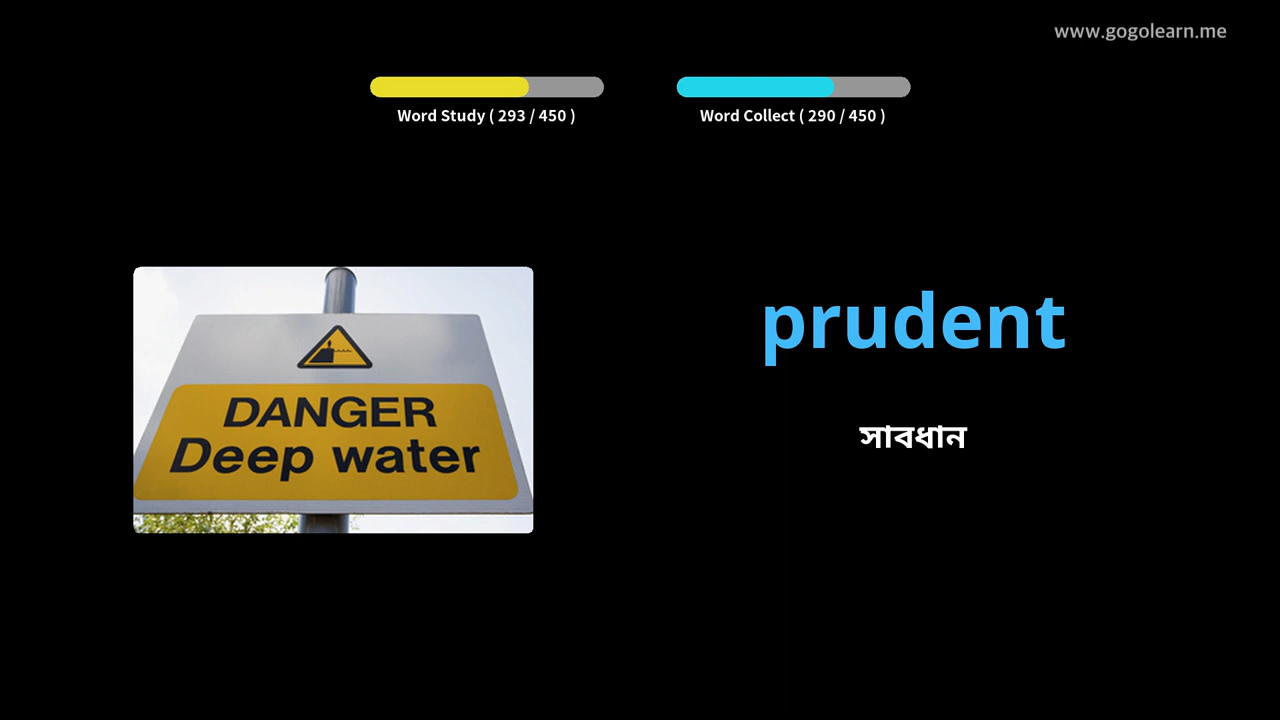 www.gogolearn.me
Word Study ( 293 / 450 )
Word Collect ( 290 / 450 )
DANGER
Deep water
prudent
সাবধান